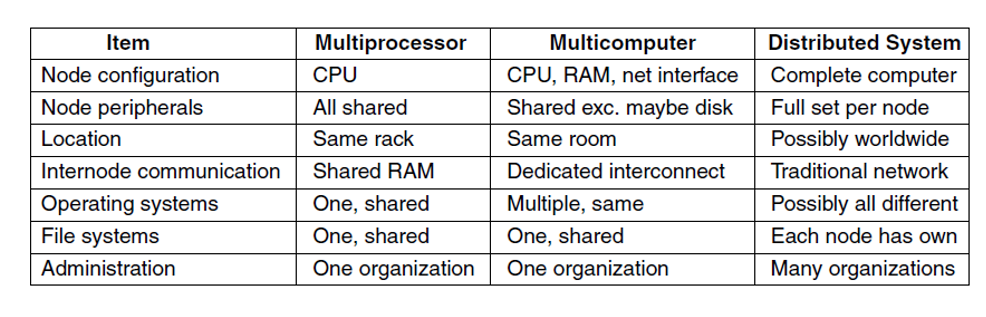 Item Multiprocessor Multicomputer Distributed System
Node configuration CPU CPU, RAM, net interface Complete computer
Node peripherals All shared Shared exc. maybe disk Full set per node
Location Same rack Same room Possibly worldwide
Internode communication Shared RAM Dedicated interconnect Traditional network
Operating systems One, shared Multiple, same Possibly all different
File systems One, shared One, shared Each node has own
Administration One organization One organization Many organizations